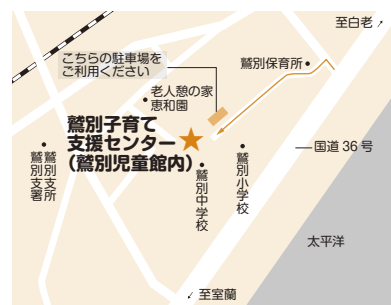 至白老
こちらの駐車場を
ご利用ください
鷲別保育所
老人憩の家
恵和園
鷲別子育て
支援センター
(鷲別児童館内)
国道36号
鷲別支所
鷲別支署
鷲別中学校
鷲別小学校
太平洋
至室蘭